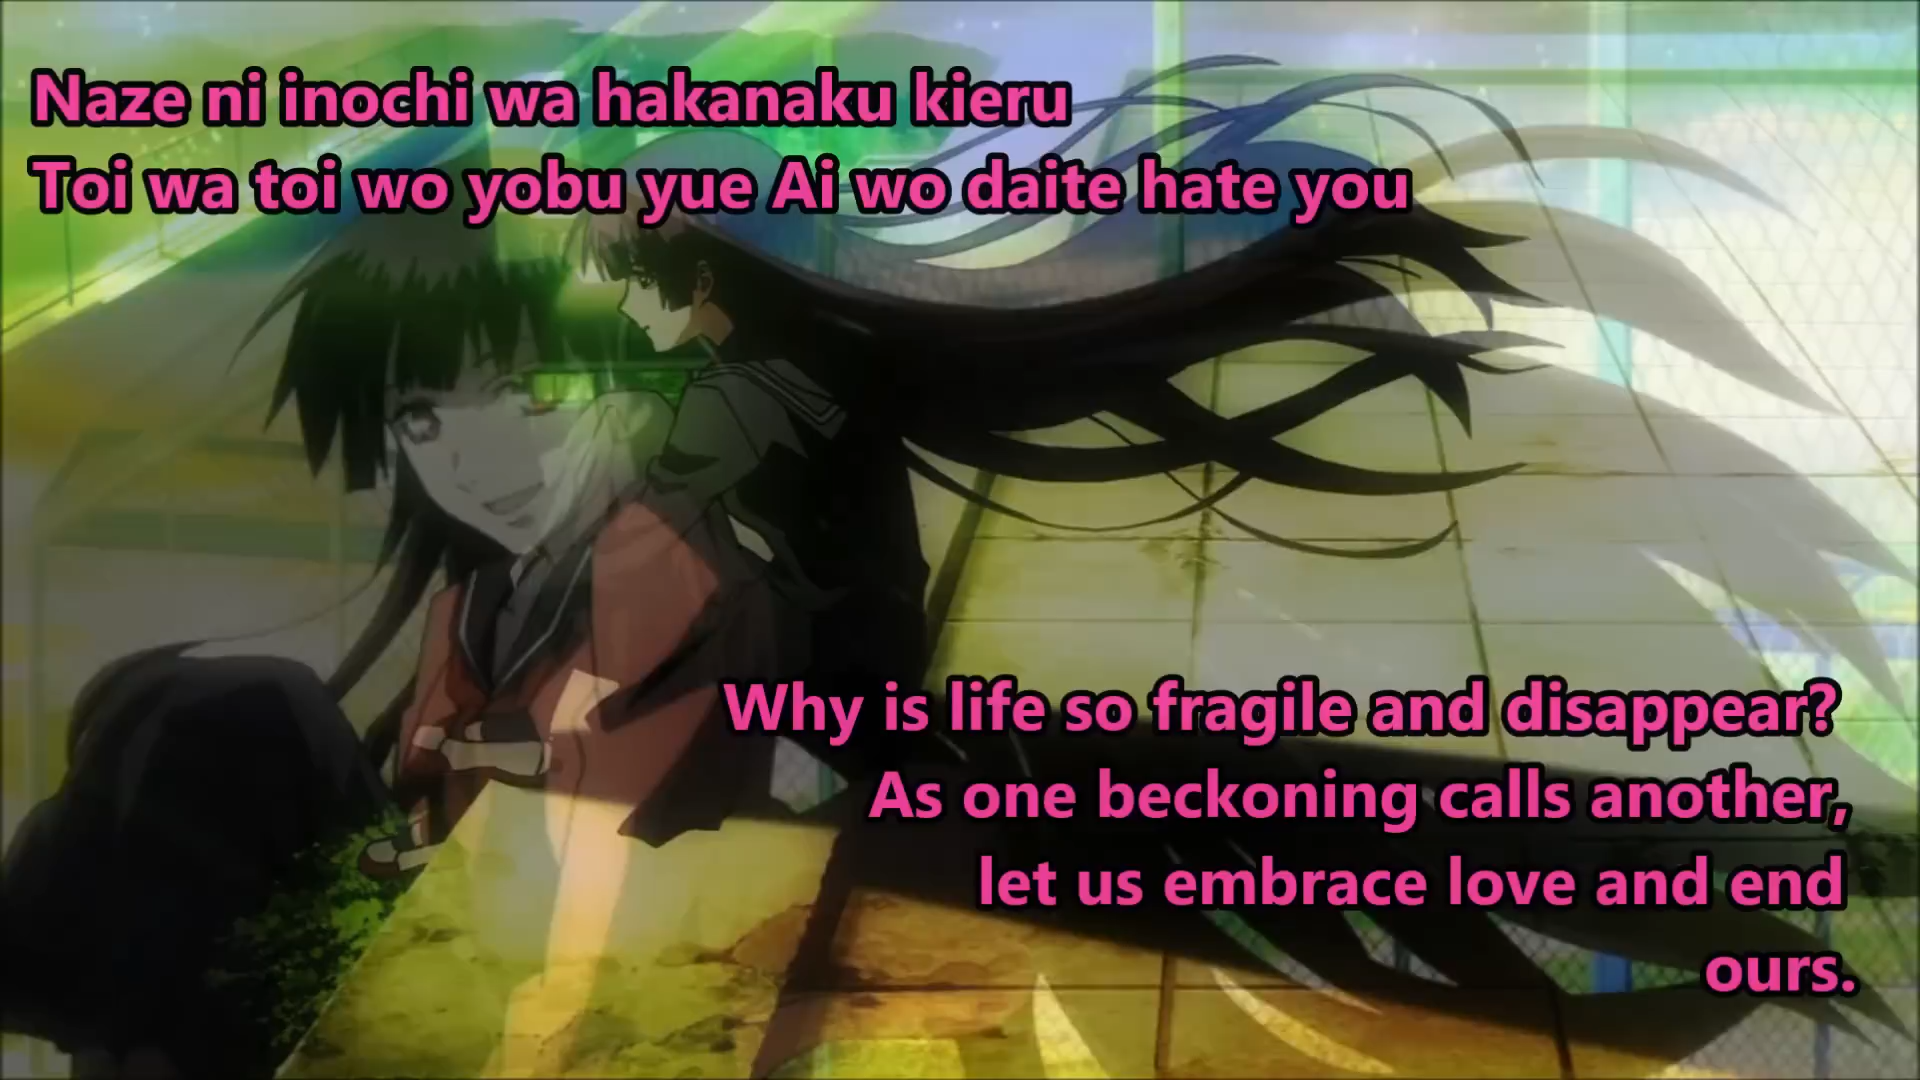 Naze ni inochi wa hakanaku kieru
Toi wa toi wo yobu yue Ai wo daite hate you
Why is life so fragile and disappear?
As one beckoning calls another,
let us embrace love and end
ours.